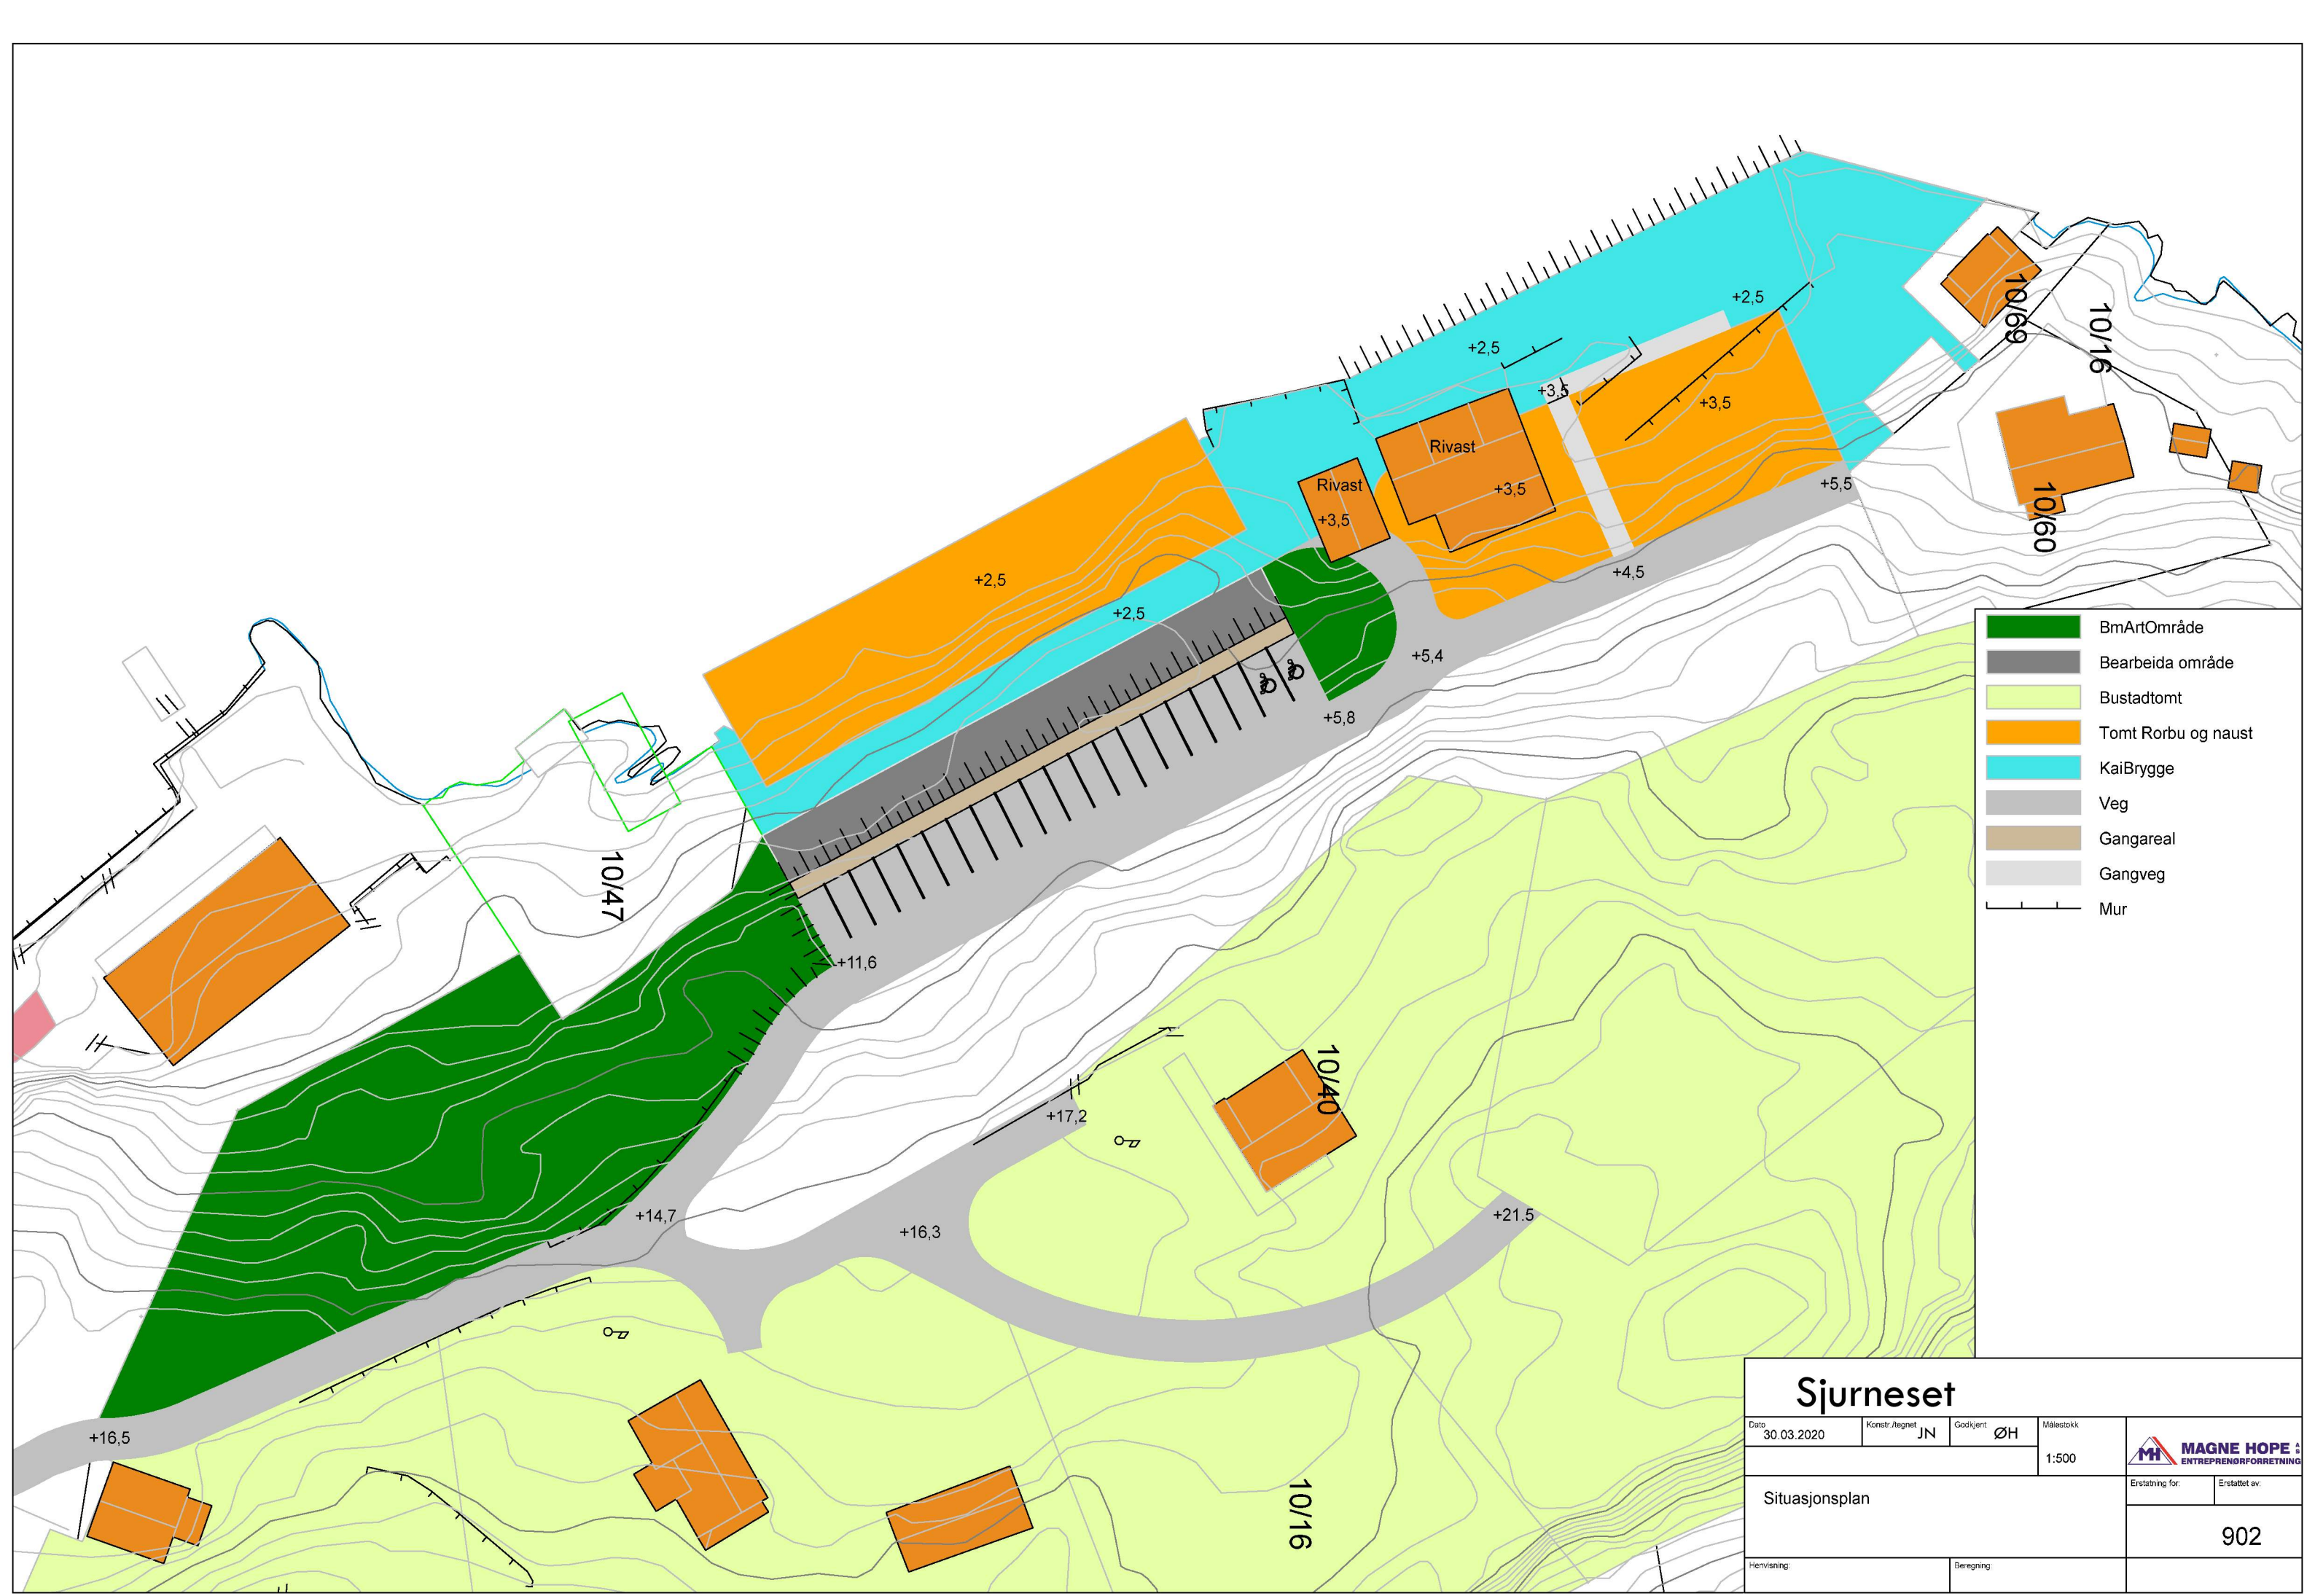 +2,5
10/69
10/16
+2,5
+3,5
+3,5
Rivast
Rivast
+3,5
+3,5
+5,5
10/60
+2,5
+4,5
+2,5
+5,4
+5,8
10/47
+11,6
10/40
+17,2
+14,7
+16,3
+21.5
+16,5
10/16
BmArtOmråde
Bearbeida område
Bustadtomt
Tomt Rorbu og naust
KaiBrygge
Veg
Gangareal
Gangveg
Mur
Sjurneset
Dato
30.03.2020
Konstr./tegnet
JN
Godkjent
ØH
Målestokk
1:500
MH
MAGNE HOPE AS
ENTREPRENØRFORRETNING
Situasjonsplan
Erstatning for:
Erstattet av:
902
Henvisning:
Beregning: